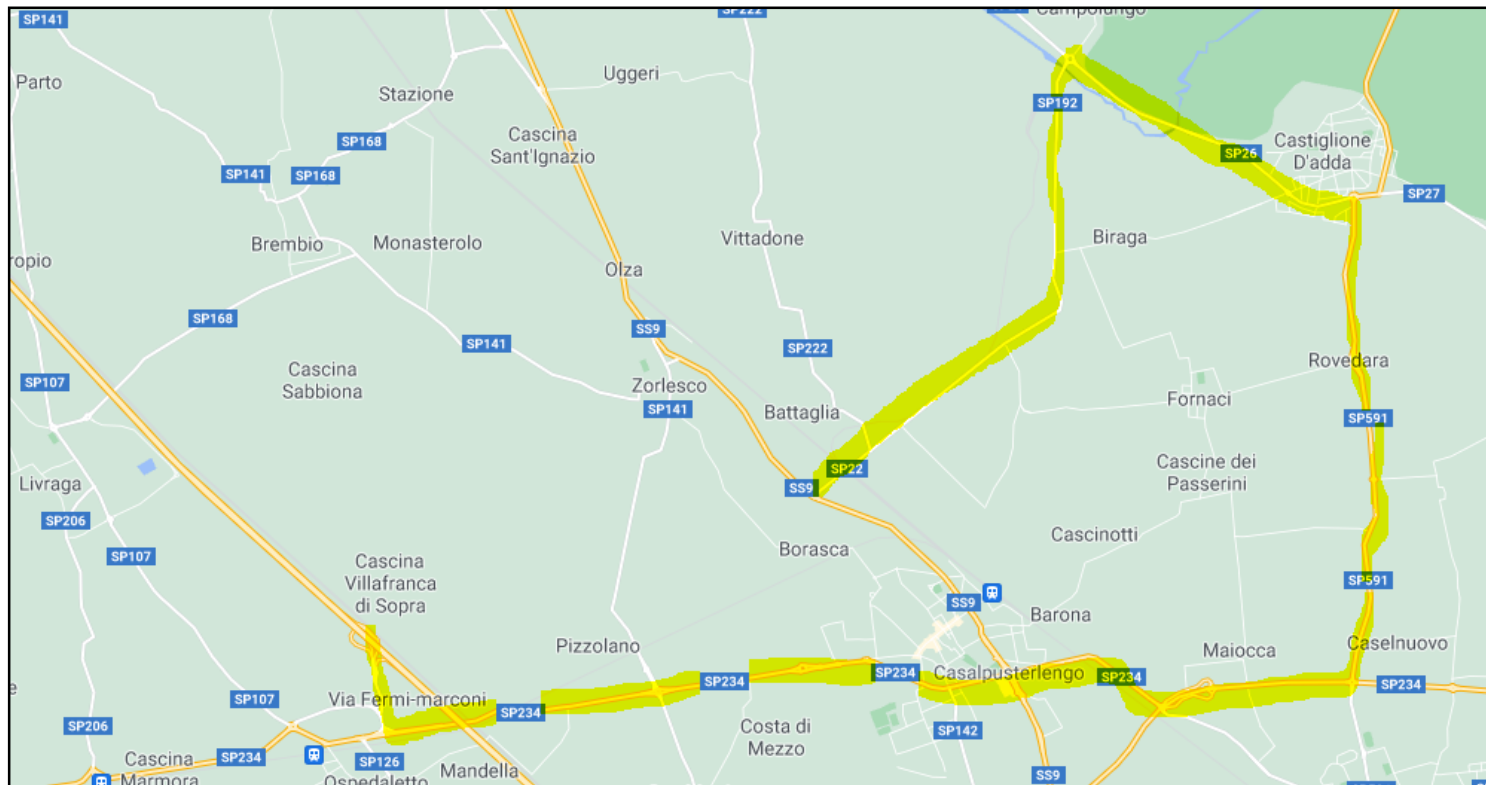 SP141
SP222
Campolungo
Uggeri
Parto
Stazione
SP192
Cascina
Sant'Ignazio
SP168
Castiglione
D'adda
SP26
SP141
SP168
SP27
Brembio
Monasterolo
Vittadone
Biraga
ropio
Olza
SP168
SS9
SP141
SP222
Rovedara
Cascina
Sabbiona
SP107
Zorlesco
SP141
Battaglia
Fornaci
SP591
Cascine dei
Passerini
SP22
Livraga
SS9
SP206
Cascinotti
SP107
Borasca
Cascina
Villafranca
di Sopra
SP591
SS9
Barona
Pizzolano
Maiocca
Caselnuovo
SP234
Casalpusterlengo
SP234
SP234
SP234
e
SP107
Via Fermi-marconi
SP234
SP206
Costa di
Mezzo
SP142
SP234
Cascina
Marmora
SP126
Ospedaletto
Mandella
SS9